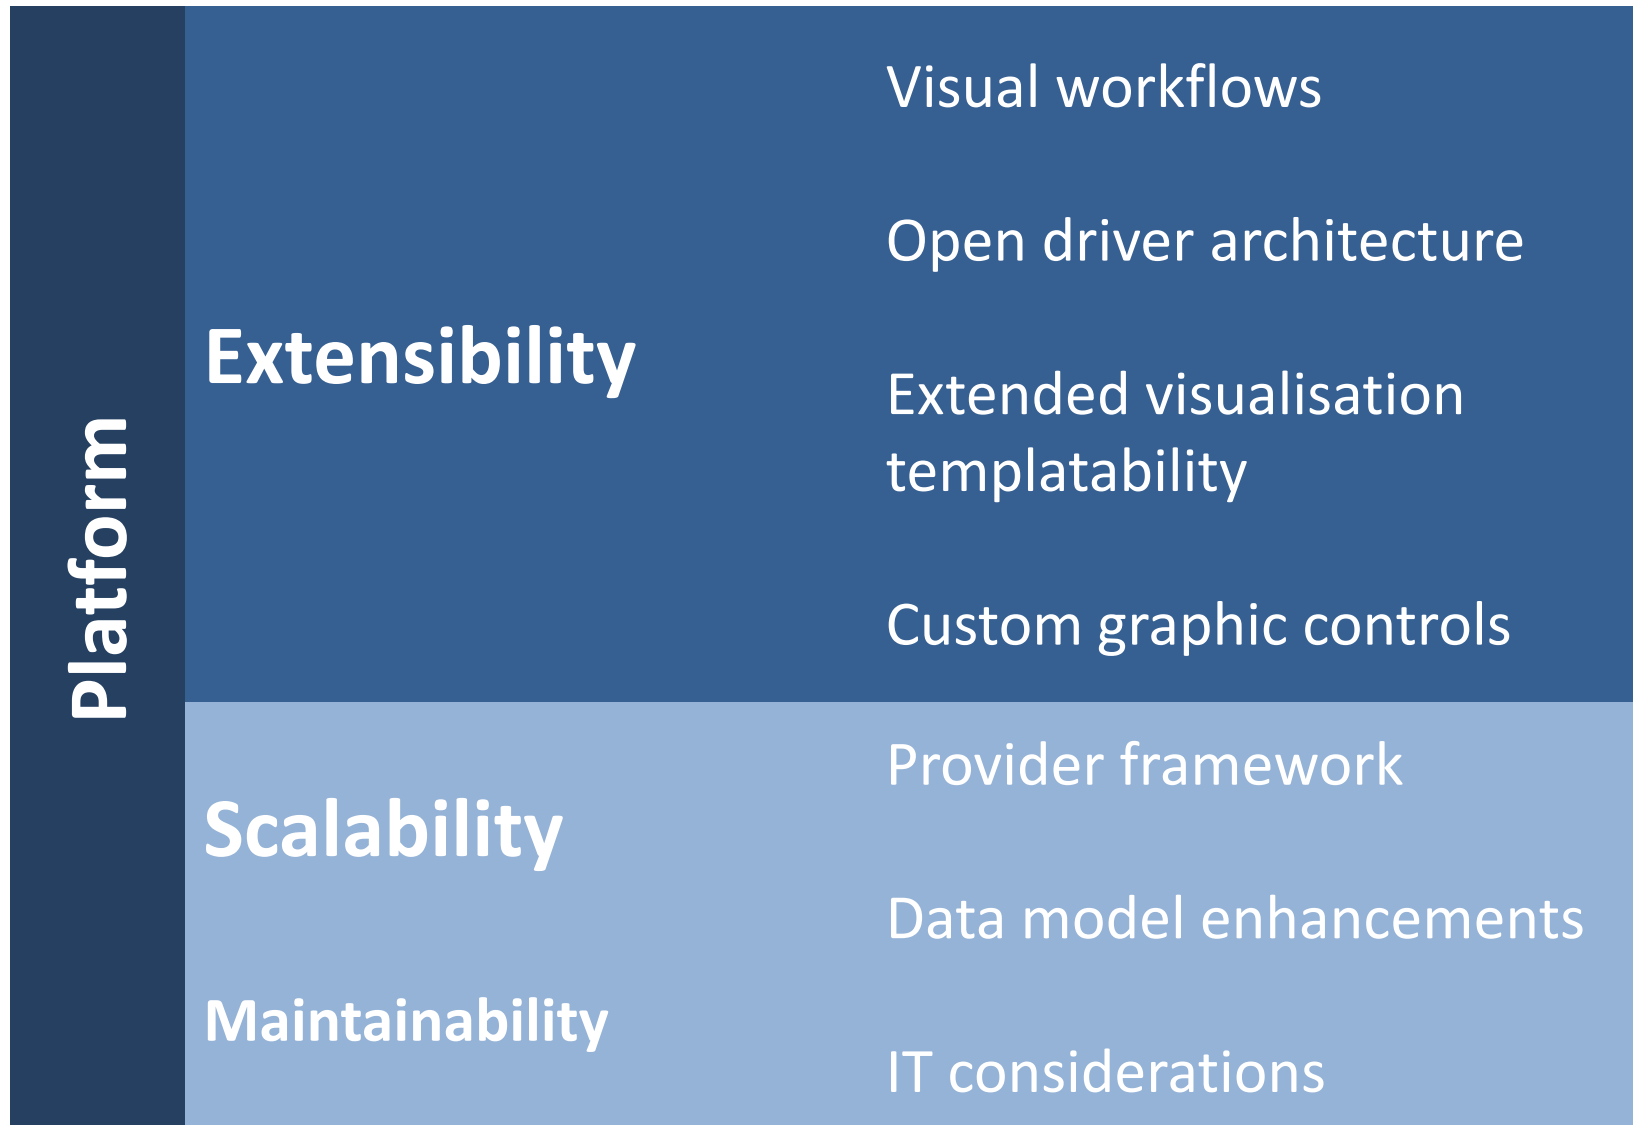 Platform
Extensibility
Visual workflows
Open driver architecture
Extended visualisation
templatability
Custom graphic controls
Scalability
Maintainability
Provider framework
Data model enhancements
IT considerations